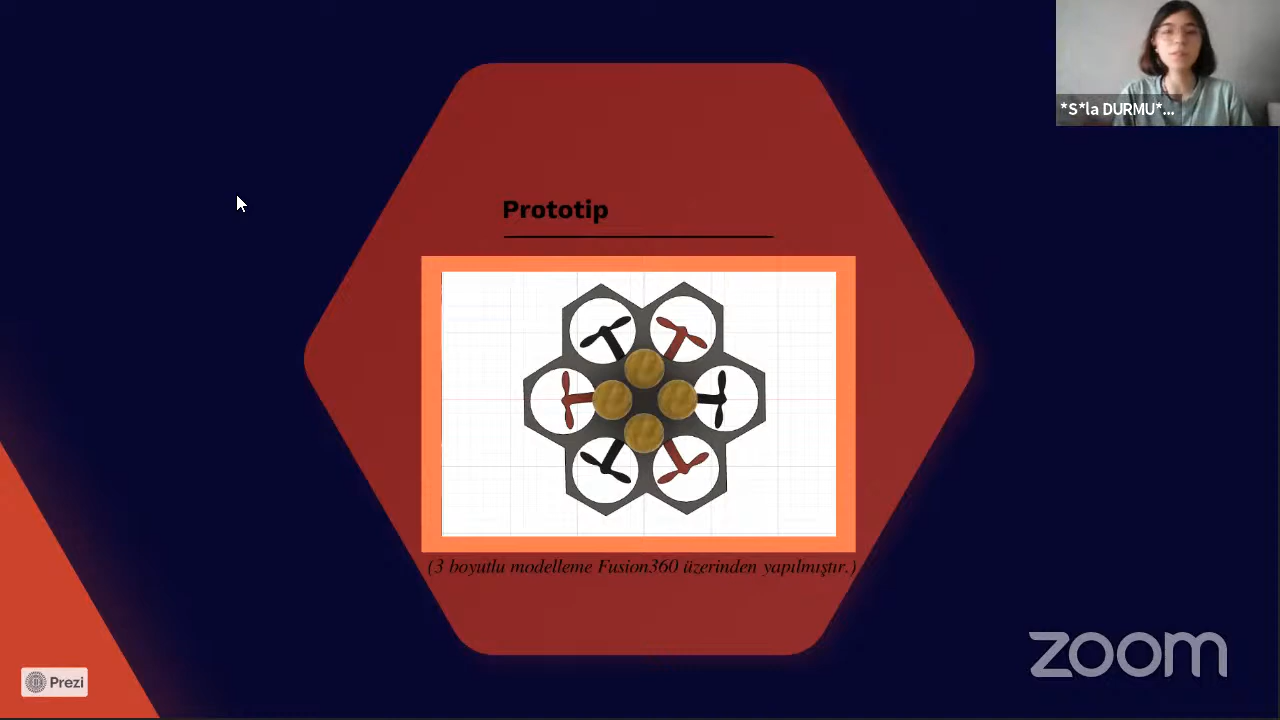 *S*la DURMU*...
Prototip
(3 boyutlu modelleme Fusion360 üzerinden yapılmıştır.)
zoom
Prezi